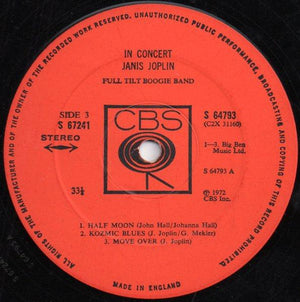 ALL RIGHTS OF THE MANUFACTURER AND OF THE OWNER OF THE RECORDED WORK RESERVED. UNAUTHORIZED PUBLIC PERFORMANCE, BROADCASTING AND COPYING OF THIS RECORD PROHIBITED.
IN CONCERT
JANIS JOPLIN
FULL TILT BOOGIE BAND
SIDE 3
S 67241
STEREO
33⅓
CBS
S 64793
(C2X 31160)
1—3. Big Ben
Music Ltd.
S 64793 A
℗ 1972
CBS Inc.
1. HALF MOON (John Hall/Johanna Hall)
2. KOZMIC BLUES (J. Joplin/G. Mekler)
3. MOVE OVER (J. Joplin)
MADE IN ENGLAND